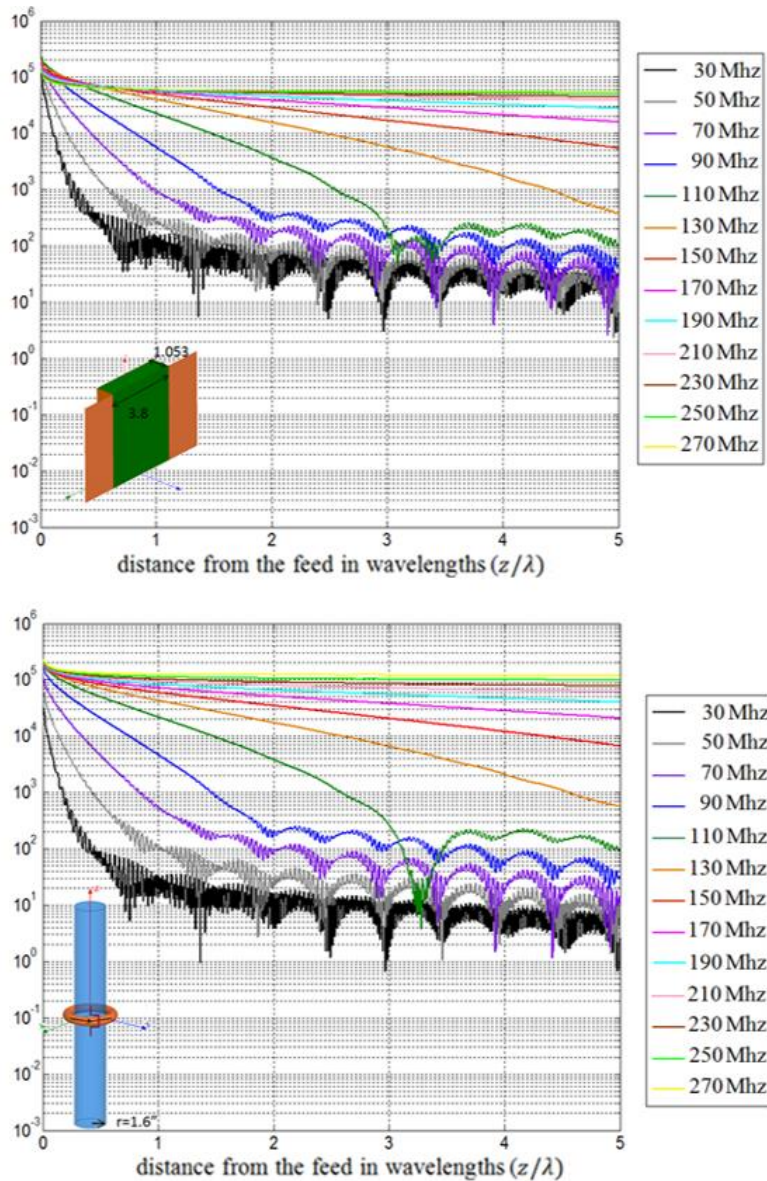 10^6
10^5
10^4
10^3
10^2
10^1
10^0
10^-1
10^-2
10^-3
0 1 2 3 4 5
distance from the feed in wavelengths (z/λ)
1.053
3.8
30 Mhz
50 Mhz
70 Mhz
90 Mhz
110 Mhz
130 Mhz
150 Mhz
170 Mhz
190 Mhz
210 Mhz
230 Mhz
250 Mhz
270 Mhz
10^6
10^5
10^4
10^3
10^2
10^1
10^0
10^-1
10^-2
10^-3
0 1 2 3 4 5
distance from the feed in wavelengths (z/λ)
r=1.6"
30 Mhz
50 Mhz
70 Mhz
90 Mhz
110 Mhz
130 Mhz
150 Mhz
170 Mhz
190 Mhz
210 Mhz
230 Mhz
250 Mhz
270 Mhz